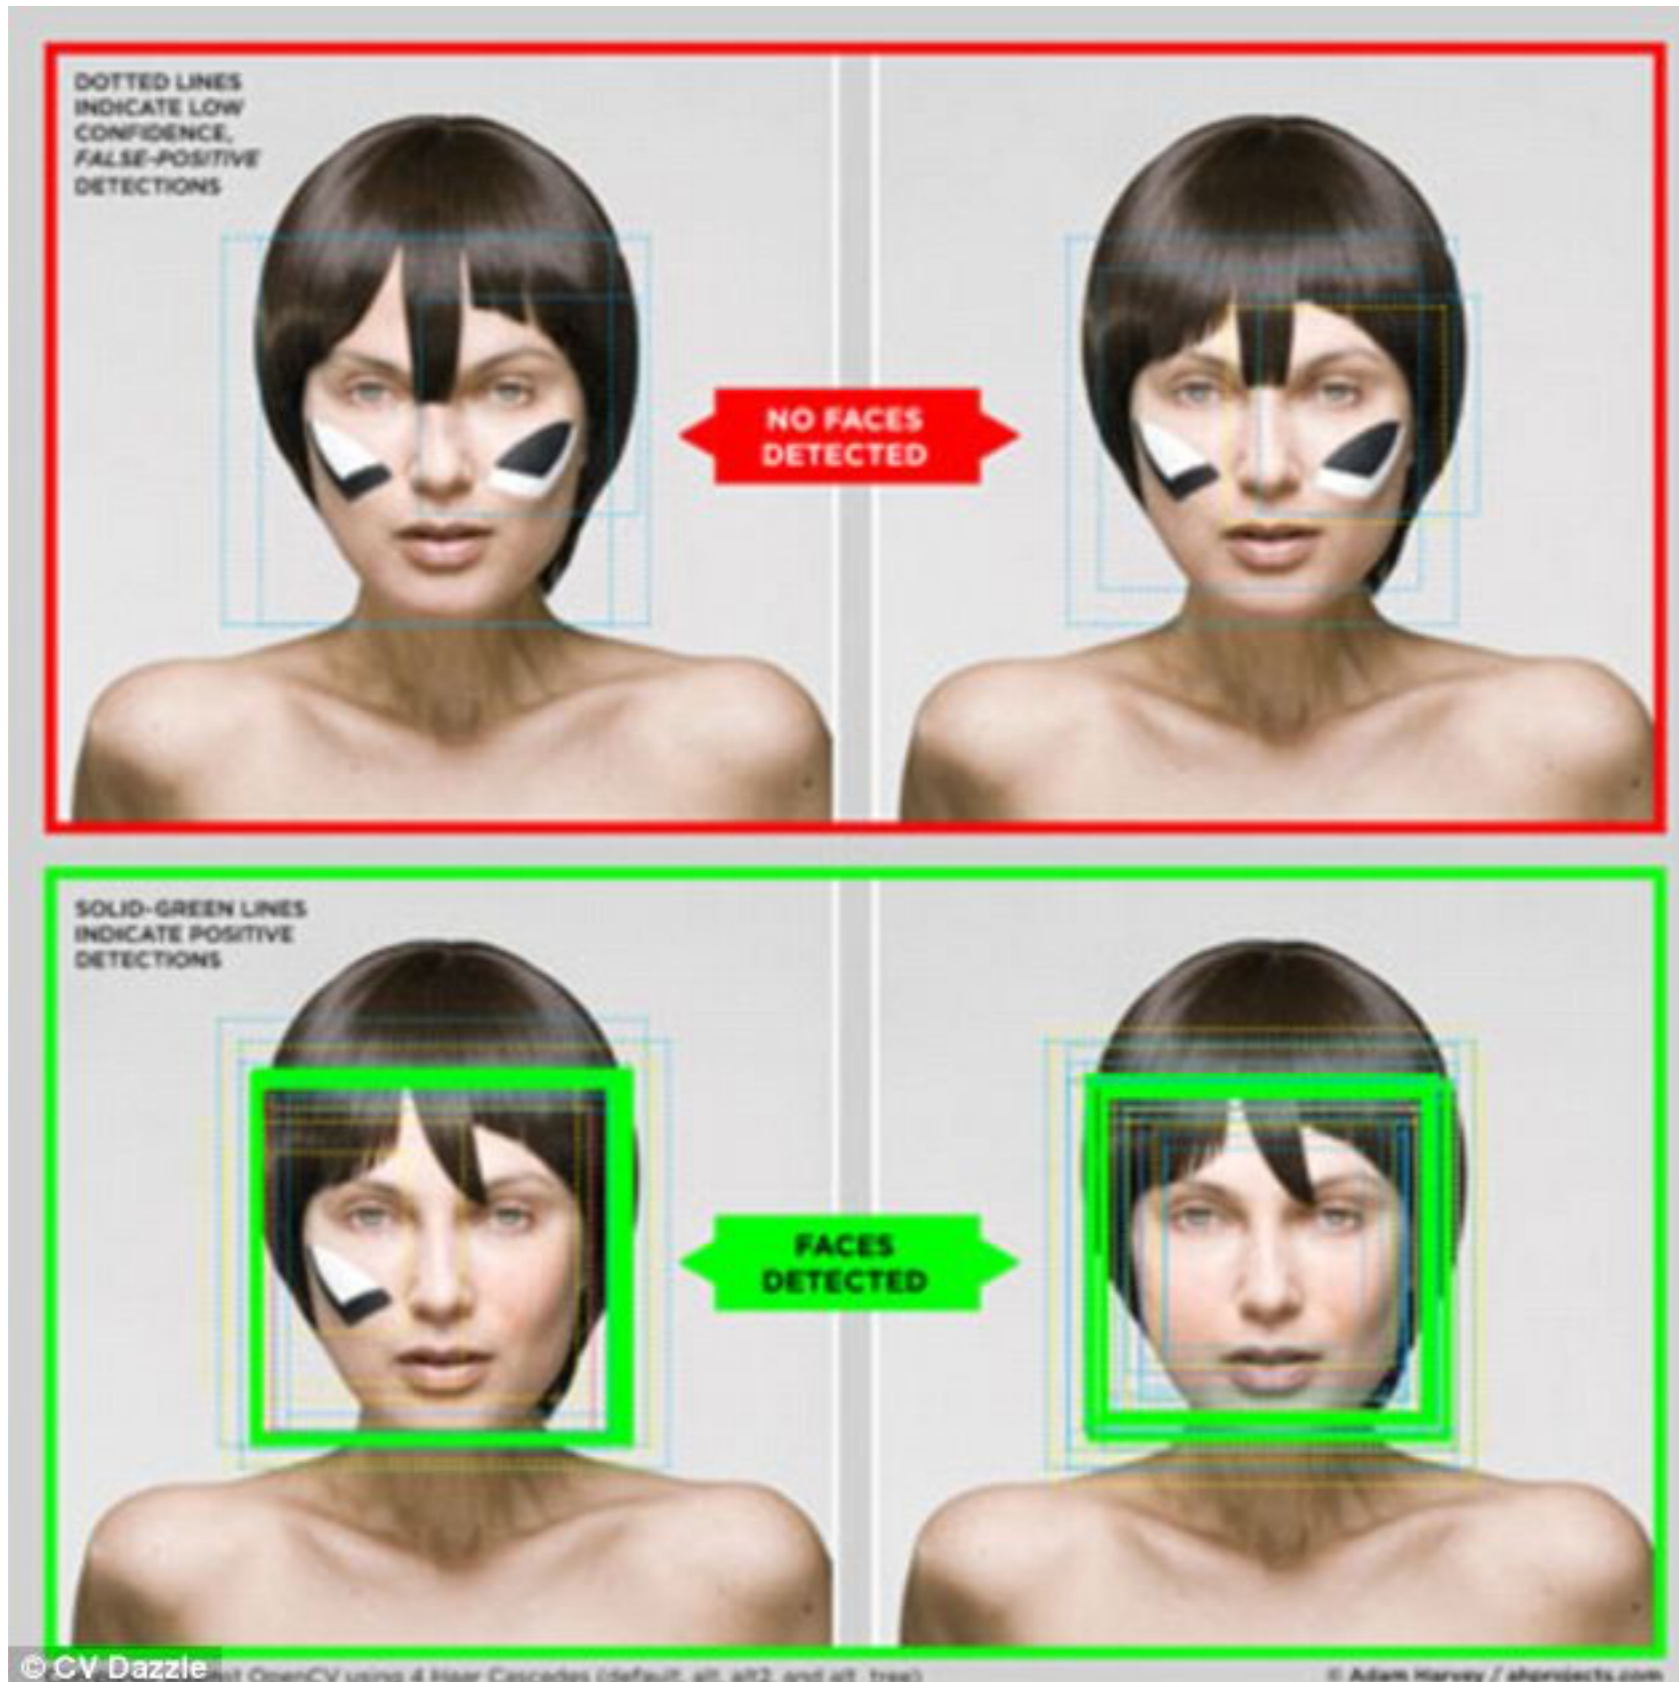 DOTTED LINES
INDICATE LOW
CONFIDENCE,
FALSE-POSITIVE
DETECTIONS
NO FACES
DETECTED
SOLID-GREEN LINES
INDICATE POSITIVE
DETECTIONS
FACES
DETECTED
© CV Dazzle
OpenCV using 4 Haar Cascades (default, alt, alt2, and alt_tree)
© Adam Harvey / ahprojects.com